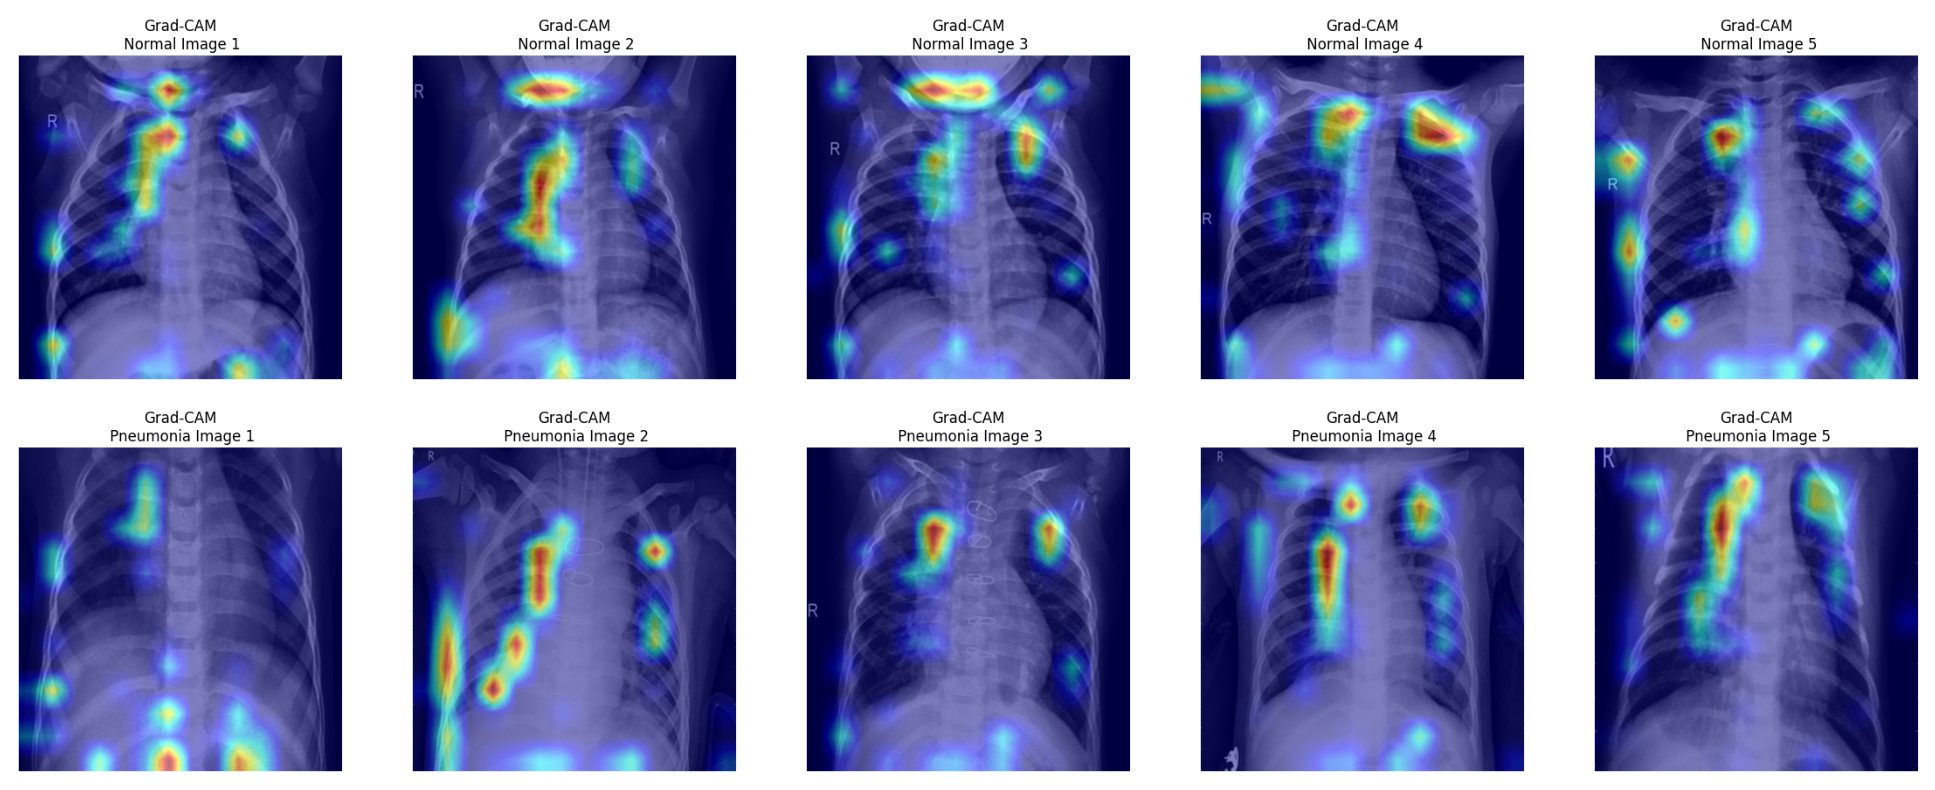 Grad-CAM
Normal Image 1
Grad-CAM
Normal Image 2
Grad-CAM
Normal Image 3
Grad-CAM
Normal Image 4
Grad-CAM
Normal Image 5
R
R
R
R
R
Grad-CAM
Pneumonia Image 1
Grad-CAM
Pneumonia Image 2
Grad-CAM
Pneumonia Image 3
Grad-CAM
Pneumonia Image 4
Grad-CAM
Pneumonia Image 5
R
R
R
R